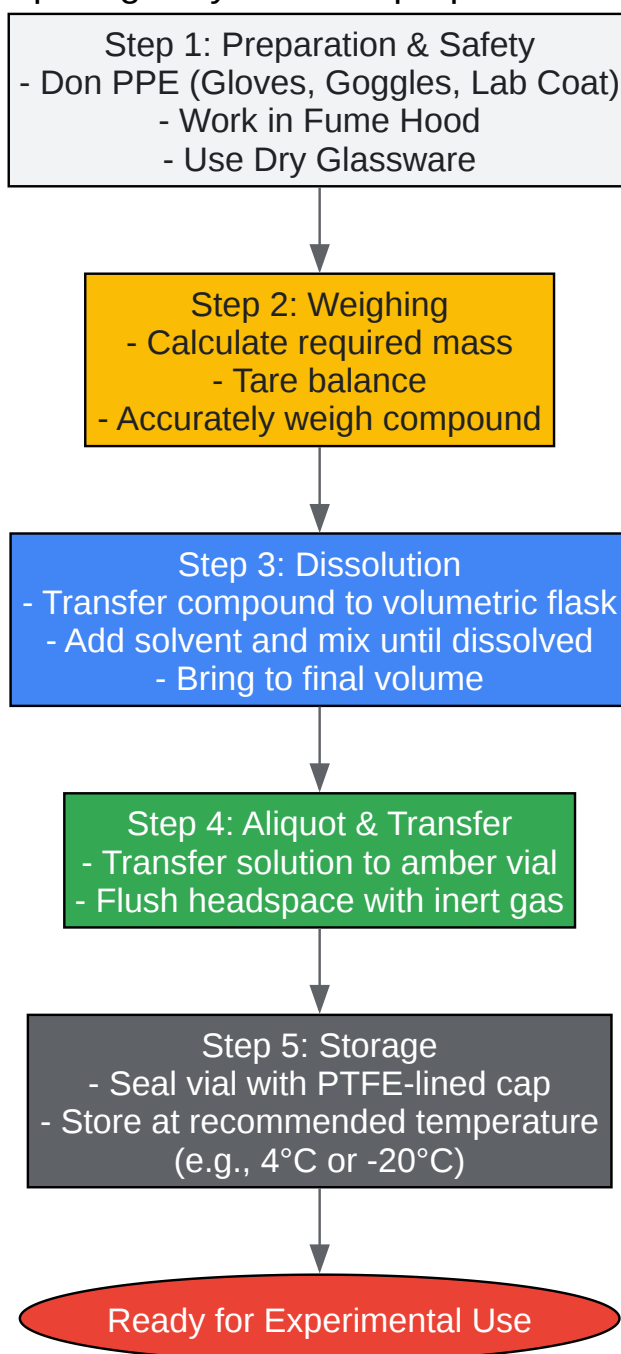 Step 1: Preparation & Safety
- Don PPE (Gloves, Goggles, Lab Coat)
- Work in Fume Hood
- Use Dry Glassware
Step 2: Weighing
- Calculate required mass
- Tare balance
- Accurately weigh compound
Step 3: Dissolution
- Transfer compound to volumetric flask
- Add solvent and mix until dissolved
- Bring to final volume
Step 4: Aliquot & Transfer
- Transfer solution to amber vial
- Flush headspace with inert gas
Step 5: Storage
- Seal vial with PTFE-lined cap
- Store at recommended temperature
(e.g., 4°C or -20°C)
Ready for Experimental Use